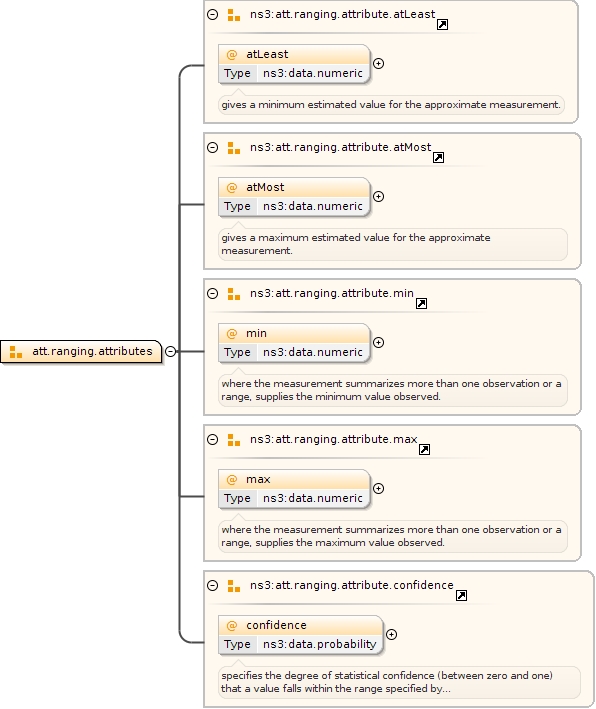 ns3:att.ranging.attribute.atLeast
@ atLeast
Type ns3:data.numeric
gives a minimum estimated value for the approximate measurement.
ns3:att.ranging.attribute.atMost
@ atMost
Type ns3:data.numeric
gives a maximum estimated value for the approximate
measurement.
ns3:att.ranging.attribute.min
@ min
Type ns3:data.numeric
where the measurement summarizes more than one observation or a
range, supplies the minimum value observed.
att.ranging.attributes
ns3:att.ranging.attribute.max
@ max
Type ns3:data.numeric
where the measurement summarizes more than one observation or a
range, supplies the maximum value observed.
ns3:att.ranging.attribute.confidence
@ confidence
Type ns3:data.probability
specifies the degree of statistical confidence (between zero and one)
that a value falls within the range specified by...